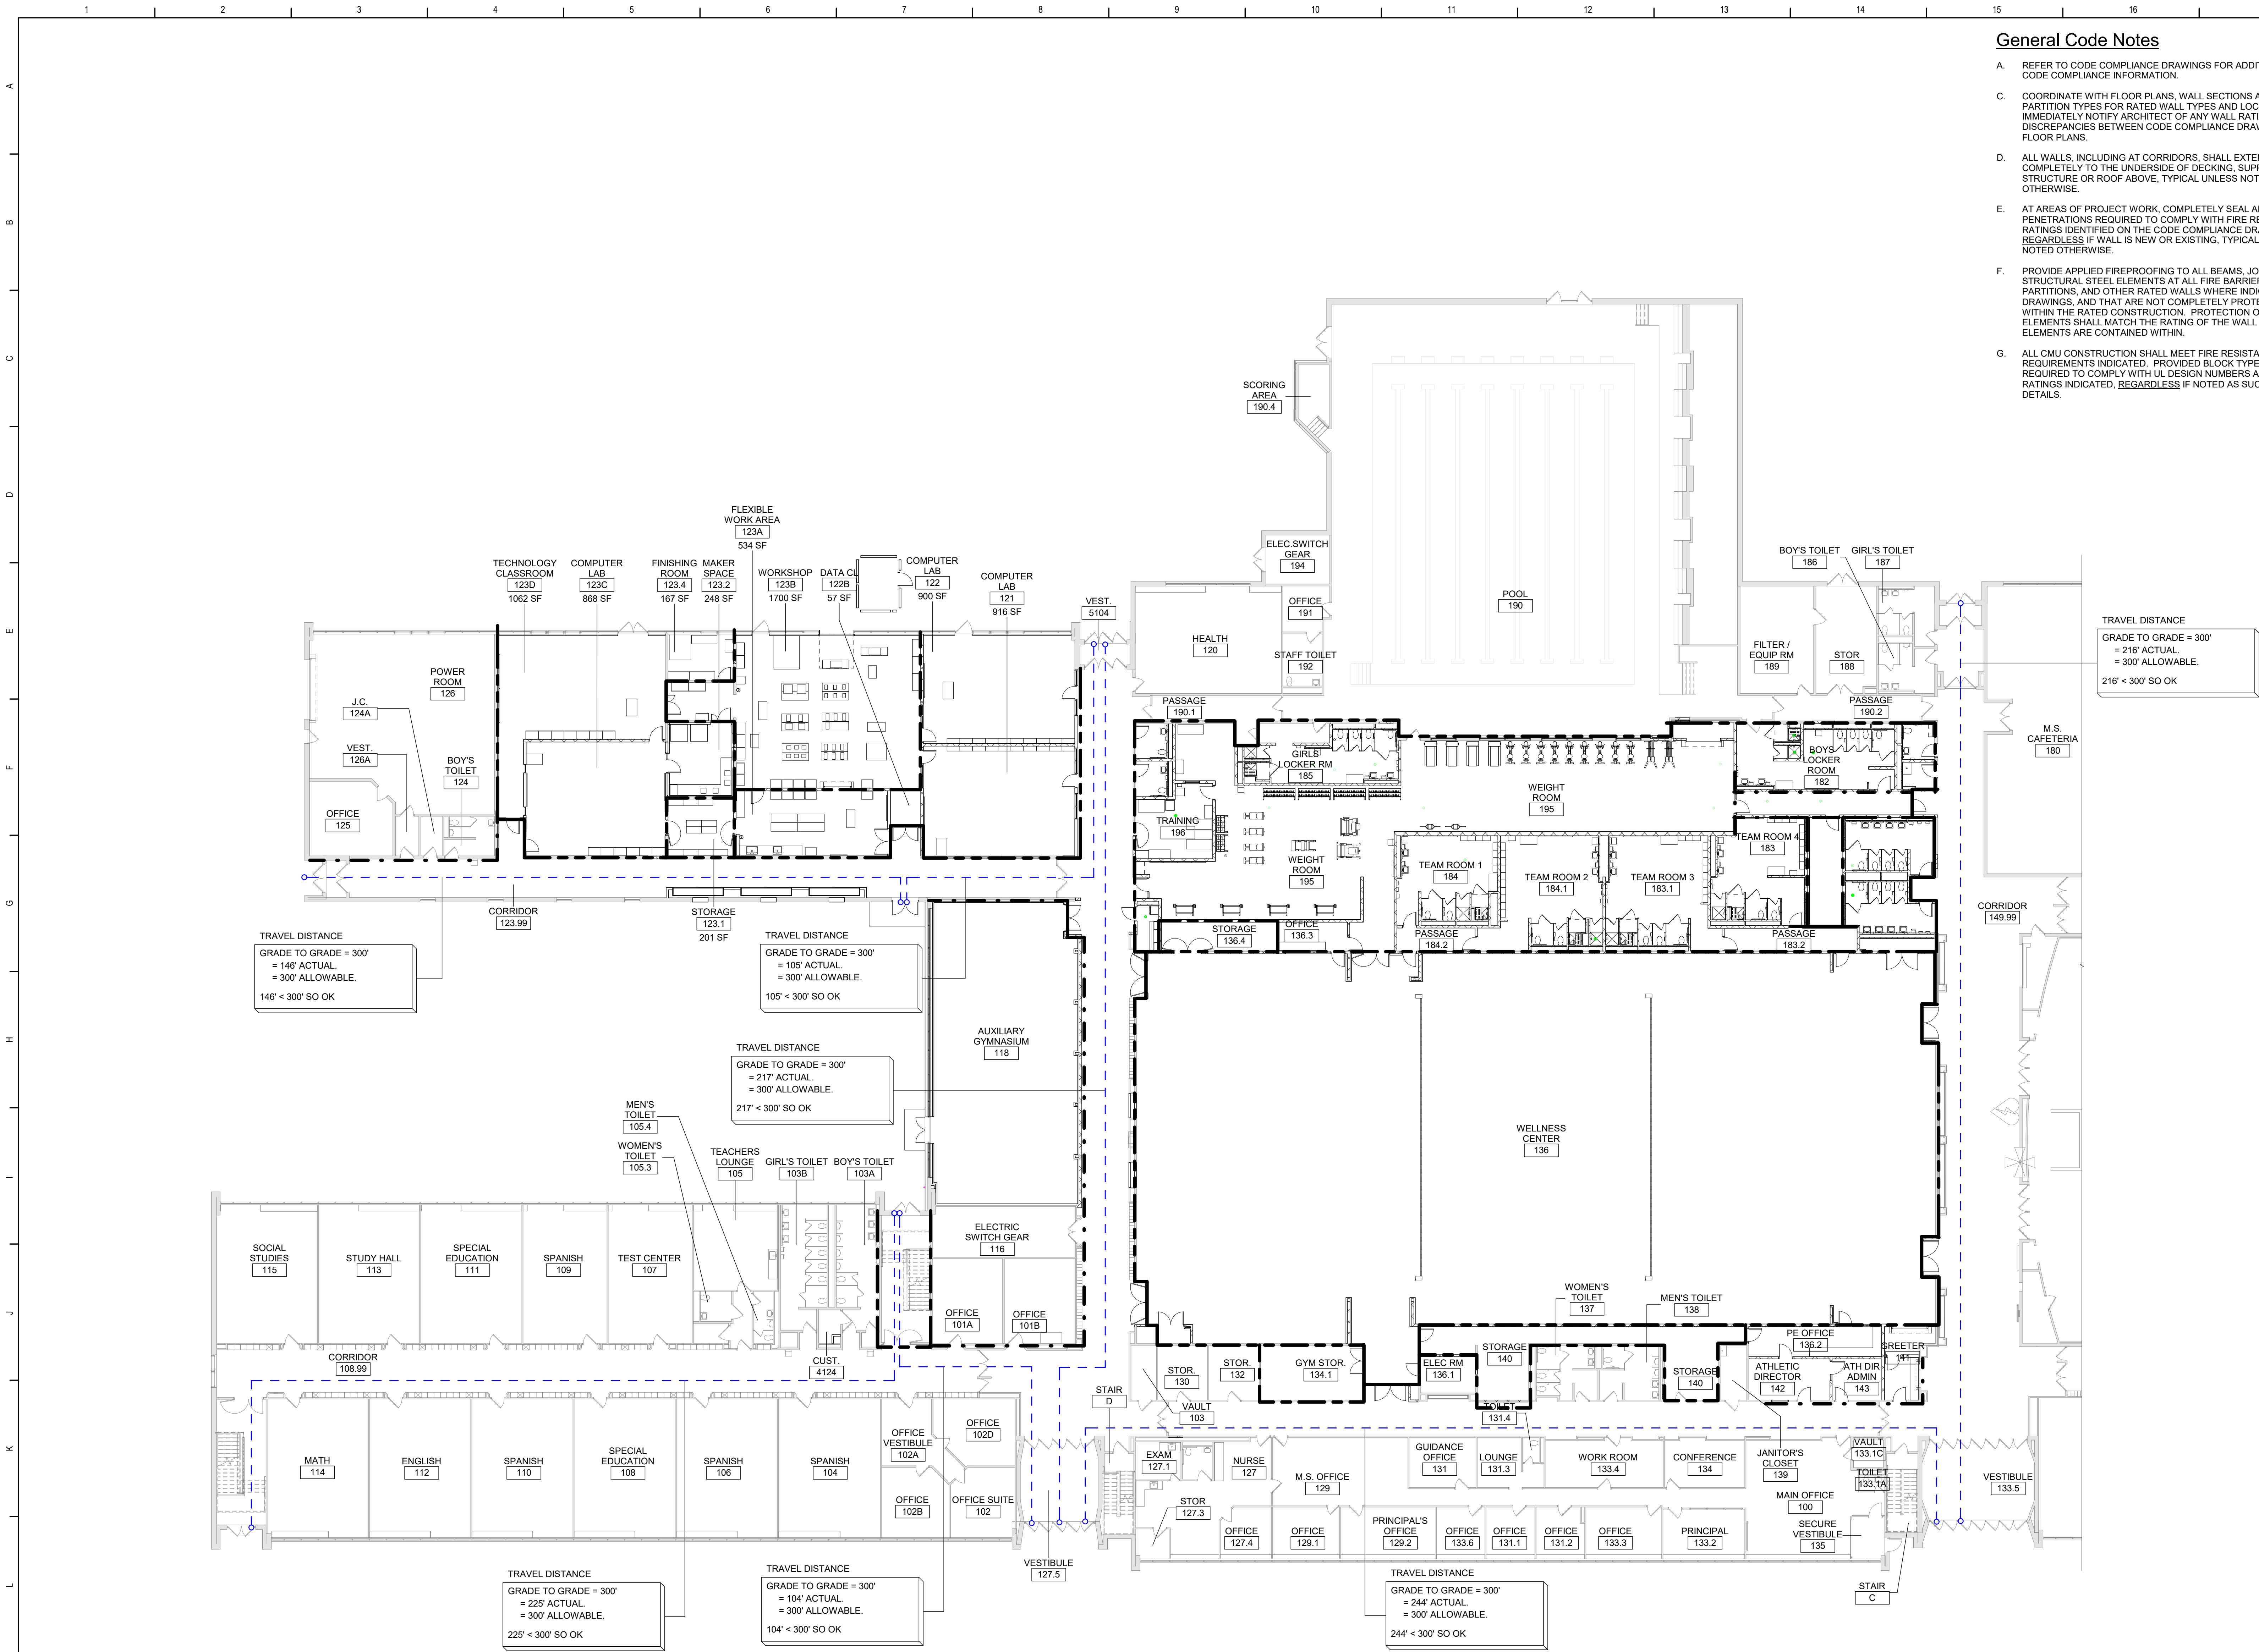 1 2 3 4 5 6 7 8 9 10 11 12 13 14 15 16
A
B
C
D
E
F
G
H
I
J
K
L
General Code Notes
A. REFER TO CODE COMPLIANCE DRAWINGS FOR
CODE COMPLIANCE INFORMATION.
C. COORDINATE WITH FLOOR PLANS, WALL SECTIONS
PARTITION TYPES FOR RATED WALL TYPES AND
IMMEDIATELY NOTIFY ARCHITECT OF ANY WALL
DISCREPANCIES BETWEEN CODE COMPLIANCE
FLOOR PLANS.
D. ALL WALLS, INCLUDING AT CORRIDORS, SHALL
COMPLETELY TO THE UNDERSIDE OF DECKING,
STRUCTURE OR ROOF ABOVE, TYPICAL UNLESS
OTHERWISE.
E. AT AREAS OF PROJECT WORK, COMPLETELY SEAL
PENETRATIONS REQUIRED TO COMPLY WITH FIRE
RATINGS IDENTIFIED ON THE CODE COMPLIANCE
REGARDLESS IF WALL IS NEW OR EXISTING, TYPICAL
NOTED OTHERWISE.
F. PROVIDE APPLIED FIREPROOFING TO ALL BEAMS,
STRUCTURAL STEEL ELEMENTS AT ALL FIRE
PARTITIONS, AND OTHER RATED WALLS WHERE
DRAWINGS, AND THAT ARE NOT COMPLETELY
WITHIN THE RATED CONSTRUCTION. PROTECTION
ELEMENTS SHALL MATCH THE RATING OF THE WALL
ELEMENTS ARE CONTAINED WITHIN.
G. ALL CMU CONSTRUCTION SHALL MEET FIRE
REQUIREMENTS INDICATED. PROVIDED BLOCK
REQUIRED TO COMPLY WITH UL DESIGN NUMBERS
RATINGS INDICATED, REGARDLESS IF NOTED AS
DETAILS.
SCORING
AREA
190.4
FLEXIBLE
WORK AREA
123A
534 SF
TECHNOLOGY
CLASSROOM
123D
1062 SF
COMPUTER
LAB
123C
868 SF
FINISHING
ROOM
123.4
167 SF
MAKER
SPACE
123.2
248 SF
WORKSHOP
123B
1700 SF
DATA CL
122B
57 SF
COMPUTER
LAB
122
900 SF
COMPUTER
LAB
121
916 SF
VEST.
5104
ELEC.SWITCH
GEAR
194
OFFICE
191
HEALTH
120
STAFF TOILET
192
POOL
190
BOY'S TOILET
186
GIRL'S TOILET
187
FILTER /
EQUIP RM
189
STOR
188
TRAVEL DISTANCE
GRADE TO GRADE = 300'
= 216' ACTUAL.
= 300' ALLOWABLE.
216' < 300' SO OK
POWER
ROOM
126
J.C.
124A
VEST.
126A
BOY'S
TOILET
124
OFFICE
125
PASSAGE
190.1
PASSAGE
190.2
GIRLS
LOCKER RM
185
WEIGHT
ROOM
195
BOYS
LOCKER
ROOM
182
M.S.
CAFETERIA
180
TRAINING
196
WEIGHT
ROOM
195
TEAM ROOM 1
184
TEAM ROOM 2
184.1
TEAM ROOM 3
183.1
TEAM ROOM 4
183
CORRIDOR
123.99
STORAGE
123.1
201 SF
STORAGE
136.4
OFFICE
136.3
PASSAGE
184.2
PASSAGE
183.2
CORRIDOR
149.99
TRAVEL DISTANCE
GRADE TO GRADE = 300'
= 146' ACTUAL.
= 300' ALLOWABLE.
146' < 300' SO OK
TRAVEL DISTANCE
GRADE TO GRADE = 300'
= 105' ACTUAL.
= 300' ALLOWABLE.
105' < 300' SO OK
AUXILIARY
GYMNASIUM
118
TRAVEL DISTANCE
GRADE TO GRADE = 300'
= 217' ACTUAL.
= 300' ALLOWABLE.
217' < 300' SO OK
WELLNESS
CENTER
136
MEN'S
TOILET
105.4
WOMEN'S
TOILET
105.3
TEACHERS
LOUNGE
105
GIRL'S TOILET
103B
BOY'S TOILET
103A
ELECTRIC
SWITCH GEAR
116
SOCIAL
STUDIES
115
STUDY HALL
113
SPECIAL
EDUCATION
111
SPANISH
109
TEST CENTER
107
OFFICE
101A
OFFICE
101B
CORRIDOR
108.99
CUST.
4124
WOMEN'S
TOILET
137
MEN'S TOILET
138
STOR.
130
STOR.
132
GYM STOR.
134.1
ELEC RM
136.1
STORAGE
140
STORAGE
140
PE OFFICE
136.2
GREETER
141
ATHLETIC
DIRECTOR
142
ATH DIR
ADMIN
143
STAIR
D
VAULT
103
TOILET
131.4
MATH
114
ENGLISH
112
SPANISH
110
SPECIAL
EDUCATION
108
SPANISH
106
SPANISH
104
OFFICE
VESTIBULE
102A
OFFICE
102D
OFFICE
102B
OFFICE SUITE
102
EXAM
127.1
NURSE
127
STOR
127.3
M.S. OFFICE
129
GUIDANCE
OFFICE
131
LOUNGE
131.3
WORK ROOM
133.4
CONFERENCE
134
JANITOR'S
CLOSET
139
VAULT
133.1C
TOILET
133.1A
MAIN OFFICE
100
SECURE
VESTIBULE
135
VESTIBULE
133.5
OFFICE
127.4
OFFICE
129.1
PRINCIPAL'S
OFFICE
129.2
OFFICE
133.6
OFFICE
131.1
OFFICE
131.2
OFFICE
133.3
PRINCIPAL
133.2
VESTIBULE
127.5
STAIR
C
TRAVEL DISTANCE
GRADE TO GRADE = 300'
= 225' ACTUAL.
= 300' ALLOWABLE.
225' < 300' SO OK
TRAVEL DISTANCE
GRADE TO GRADE = 300'
= 104' ACTUAL.
= 300' ALLOWABLE.
104' < 300' SO OK
TRAVEL DISTANCE
GRADE TO GRADE = 300'
= 244' ACTUAL.
= 300' ALLOWABLE.
244' < 300' SO OK